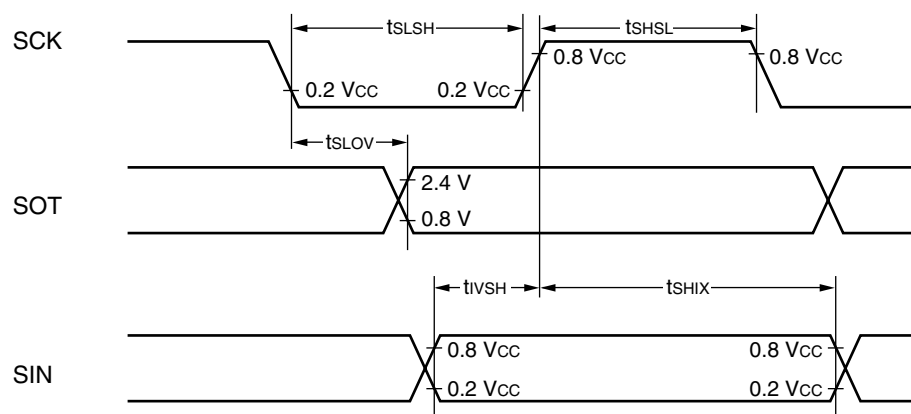 tSLSH
tSHSL
SCK
0.8 VCC
0.8 VCC
0.2 VCC
0.2 VCC
tSLOV
2.4 V
SOT
0.8 V
tIVSH
tSHIX
0.8 VCC
0.8 VCC
SIN
0.2 VCC
0.2 VCC